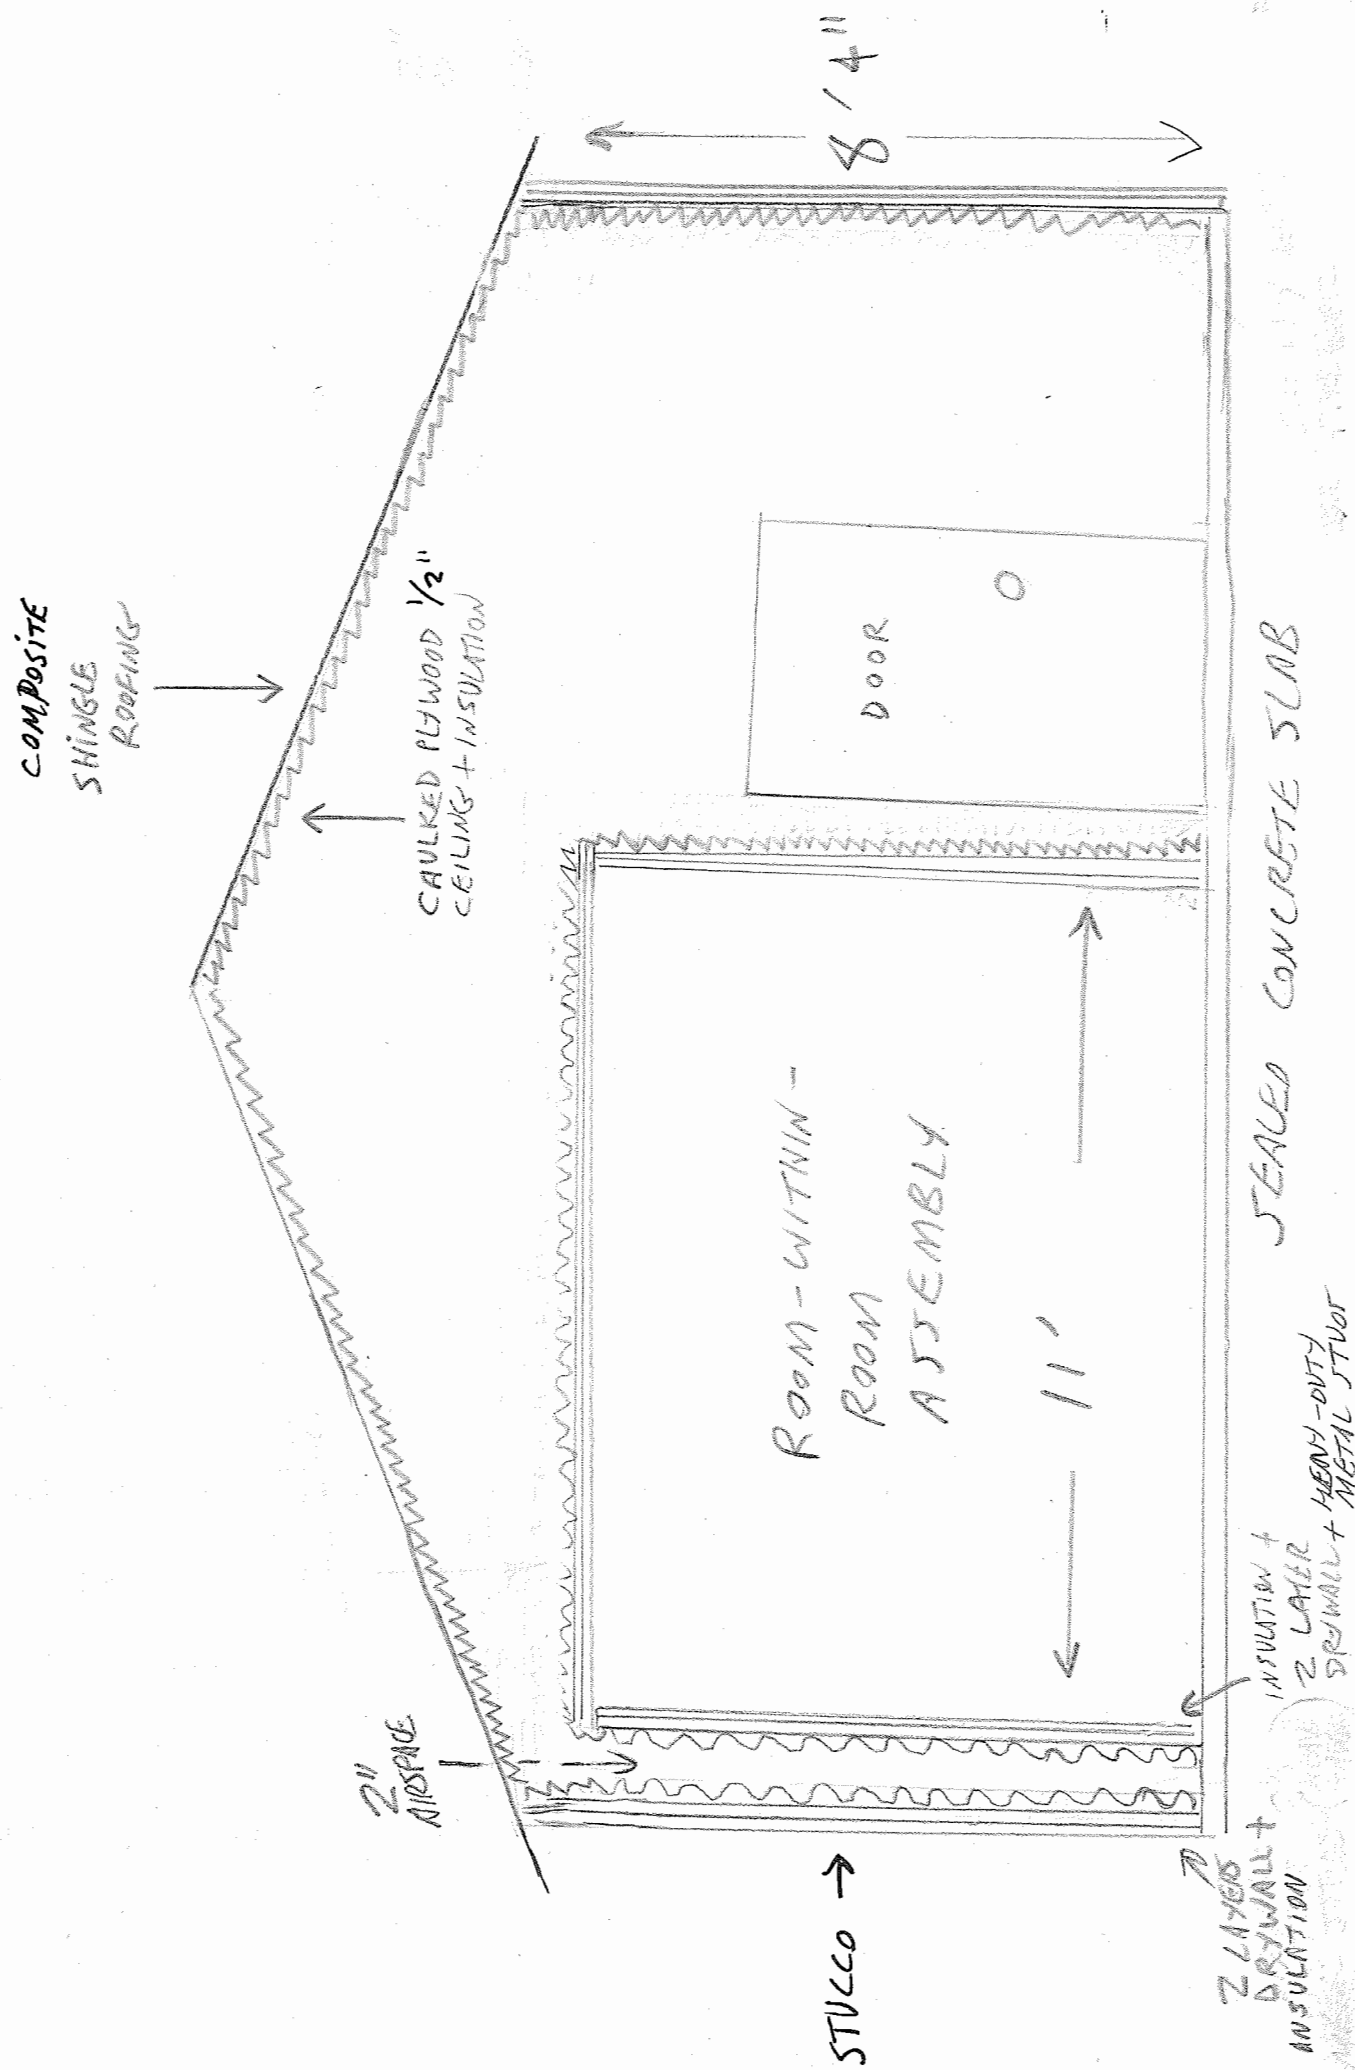 COMPOSITE
SHINGLE
ROOFING
CAULKED PLYWOOD 1/2"
CEILING + INSULATION
2"
AIRSPACE
8'4"
DOOR
ROOM-WITHIN-
ROOM
ASSEMBLY
11'
STUCCO →
SEALED CONCRETE SLAB
INSULATION +
2 LAYER
DRYWALL + HEAVY-DUTY
METAL STUDS
2 LAYERS
DRYWALL +
INSULATION